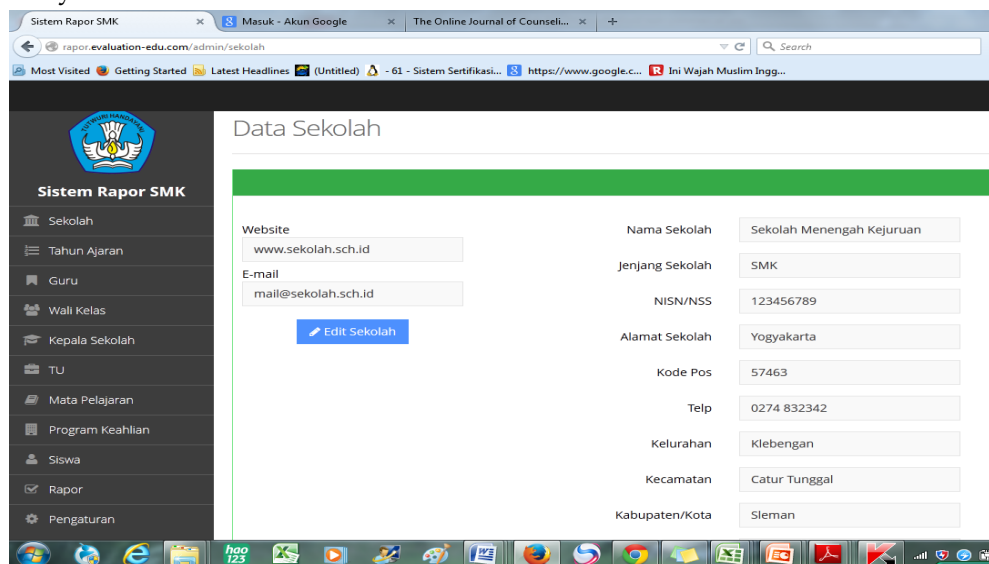 Sistem Rapor SMK
Masuk - Akun Google
The Online Journal of Counseli...
rapor.evaluation-edu.com/admin/sekolah
Search
Most Visited Getting Started Latest Headlines (Untitled) - 61 - Sistem Sertifikasi... https://www.google.c... Ini Wajah Muslim Ingg...
TUT WURI HANDAYANI
Sistem Rapor SMK
Sekolah
Tahun Ajaran
Guru
Wali Kelas
Kepala Sekolah
TU
Mata Pelajaran
Program Keahlian
Siswa
Rapor
Pengaturan
Data Sekolah
Website
www.sekolah.sch.id
E-mail
mail@sekolah.sch.id
Edit Sekolah
Nama Sekolah Sekolah Menengah Kejuruan
Jenjang Sekolah SMK
NISN/NSS 123456789
Alamat Sekolah Yogyakarta
Kode Pos 57463
Telp 0274 832342
Kelurahan Klebengan
Kecamatan Catur Tunggal
Kabupaten/Kota Sleman
hao
123